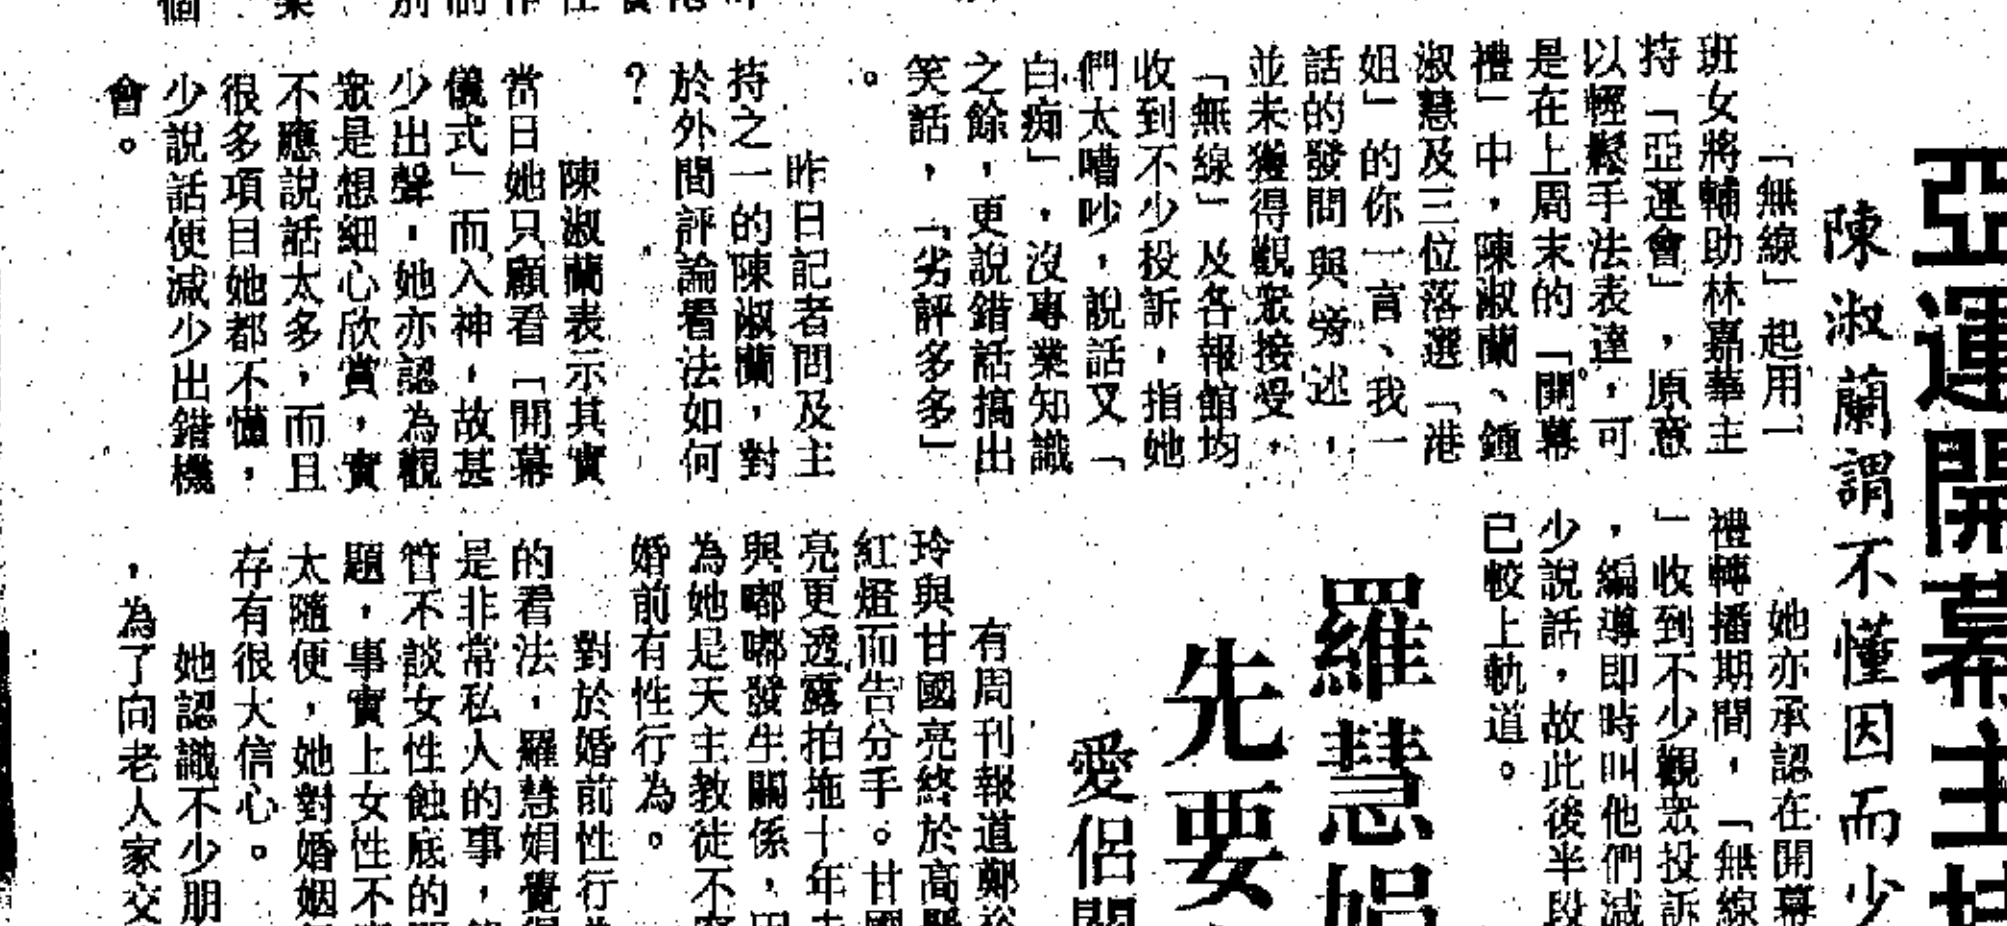 亞運開幕主
陳淑蘭謂不懂因而少
「無線」起用一
班女將輔助林嘉華主
持「亞運會」，原意
以輕鬆手法表達，可
是在上周末的「開幕
禮」中，陳淑蘭、鍾
淑慧及三位落選「港
姐」的你一言、我一
話的發問與旁述，
並未獲得觀眾接受，
「無線」及各報館均
收到不少投訴，指她
們太嘈吵，說話又「
白痴」，沒專業知識
之餘，更說錯話搞出
笑話，「劣評多多」
。
昨日記者問及主
持之一的陳淑蘭，對
於外間評論看法如何
？
陳淑蘭表示其實
當日她只顧看「開幕
儀式」而入神，故甚
少出聲，她亦認為觀
眾是想細心欣賞，實
不應說話太多，而且
很多項目她都不懂，
少說話便減少出錯機
會。
她亦承認在開幕
禮轉播期間，「無線
」收到不少觀眾投訴
，編導即時叫他們減
少說話，故此後半段
已較上軌道。
羅慧娟
先要
愛侶
有周刊報道鄭裕
玲與甘國亮終於高懸
紅燈而告分手。甘國
亮更透露拍拖十年未
與嘟嘟發生關係，因
為她是天主教徒不
婚前有性行為。
對於婚前性行
的看法，羅慧娟覺得
是非常私人的事，
管不談女性蝕底的
題，事實上女性不
太隨便，她對婚姻
存有很大信心。
她認識不少朋
，為了向老人家交